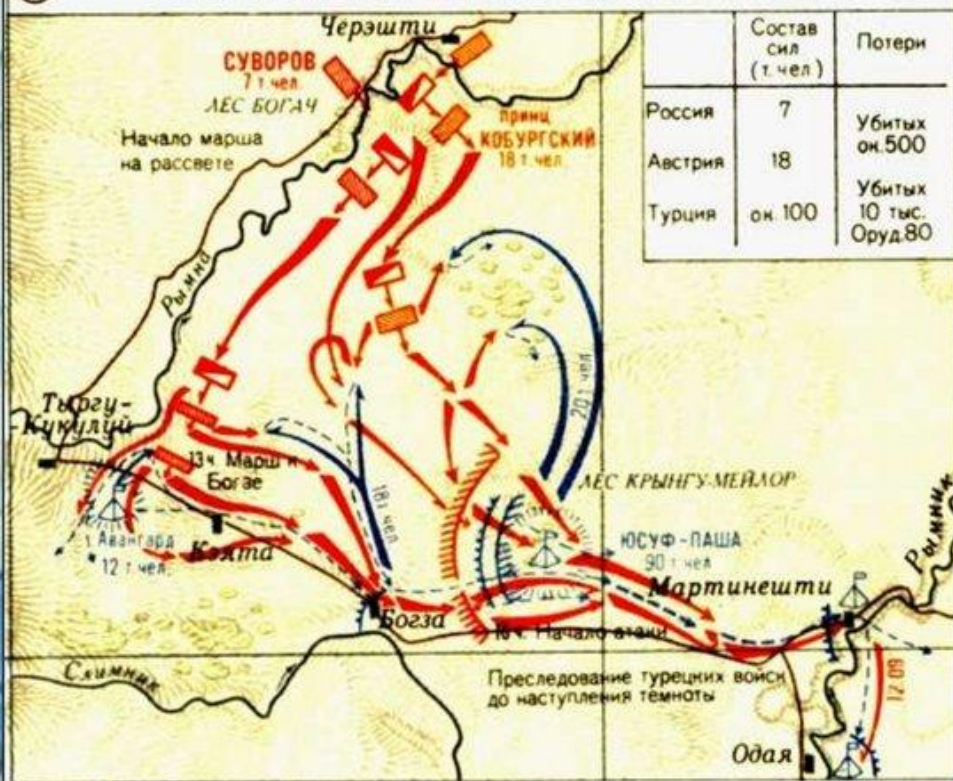 Черэшти
СУВОРОВ
7 т.чел.
ЛЕС БОГАЧ
Начало марша
на рассвете
принц
КОБУРГСКИЙ
18 т.чел.
Состав
сил
(т.чел)
Потери
Россия
7
Убитых
ок.500
Австрия
18
Турция
ок.100
Убитых
10 тыс.
Оруд.80
Рымна
Тыргу-
-Кукулуй
13ч. Марш к
Богзе
Авангард
12 т.чел.
Кэята
18 т чел.
20 т чел.
ЛЕС КРЫНГУ-МЕЙЛОР
ЮСУФ-ПАША
90 т чел
Мартинешти
Рымник
Богза
16ч. Начало атаки
Слимник
Преследование турецких войск
до наступления темноты
12.09
Одая